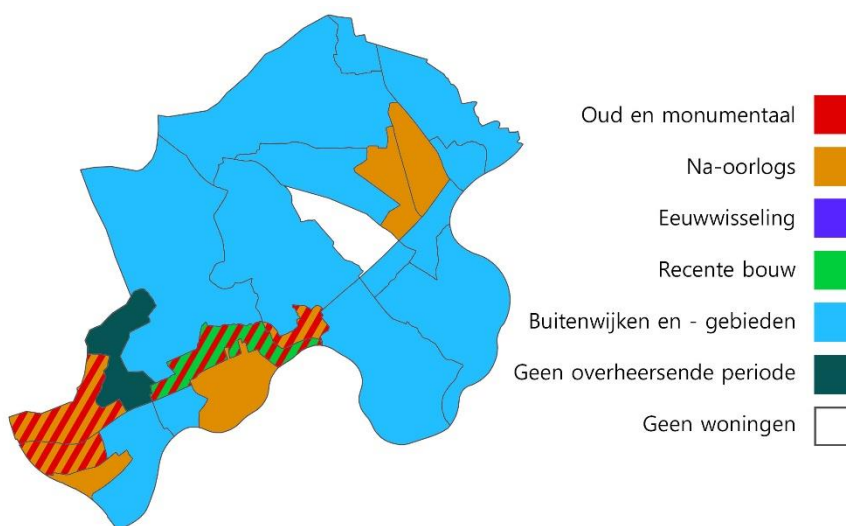 Oud en monumentaal
Na-oorlogs
Eeuwwisseling
Recente bouw
Buitenwijken en - gebieden
Geen overheersende periode
Geen woningen